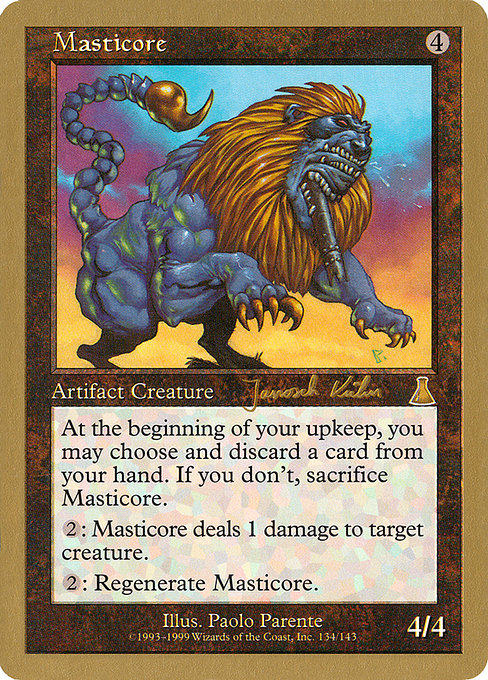 Masticore 4
Artifact Creature Janosch Kühn
At the beginning of your upkeep, you
may choose and discard a card from
your hand. If you don't, sacrifice
Masticore.
2: Masticore deals 1 damage to target
creature.
2: Regenerate Masticore.
Illus. Paolo Parente
©1993–1999 Wizards of the Coast, Inc. 134/143
4/4